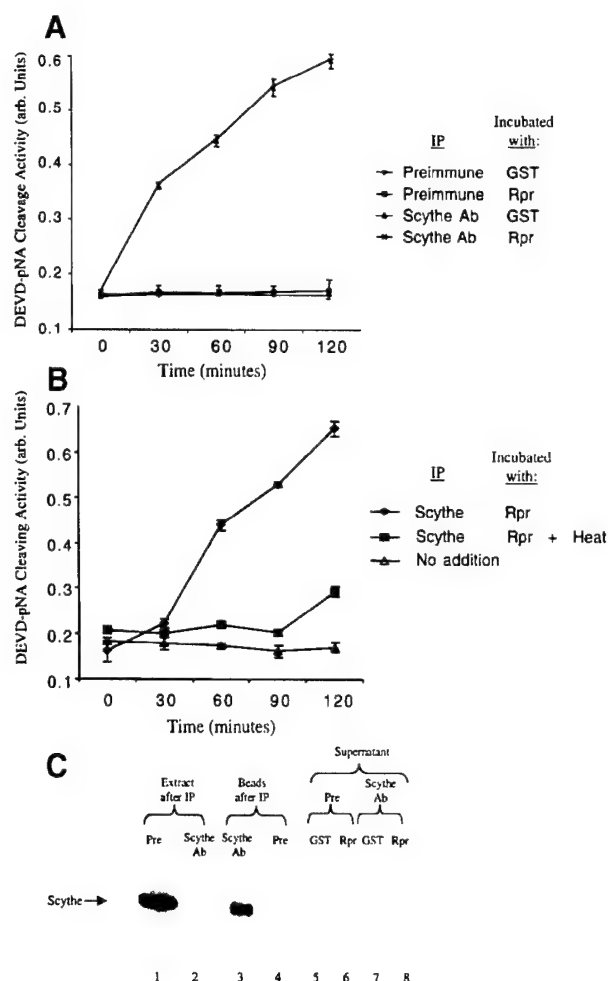 A
DEVD-pNA Cleavage Activity (arb. Units)
0.6
0.5
0.4
0.3
0.2
0.1
0 30 60 90 120
Time (minutes)
IP Incubated with:
Preimmune GST
Preimmune Rpr
Scythe Ab GST
Scythe Ab Rpr
B
DEVD-pNA Cleaving Activity (arb. Units)
0.7
0.6
0.5
0.3
0.2
0.1
0 30 60 90 120
Time (minutes)
IP Incubated with:
Scythe Rpr
Scythe Rpr + Heat
No addition
C
Supernatant
Extract after IP
Beads after IP
Pre
Scythe Ab
Pre
Scythe Ab
Scythe Ab
Pre
GST Rpr GST Rpr
Scythe
1 2 3 4 5 6 7 8